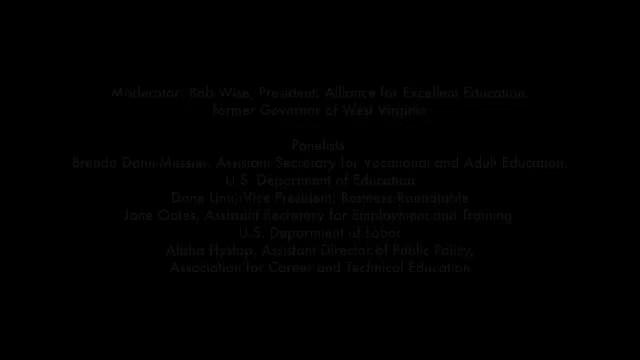 Moderator: Bob Wise, President, Alliance for Excellent Education,
former Governor of West Virginia
Panelists
Brenda Dann-Messier, Assistant Secretary for Vocational and Adult Education,
U.S. Department of Education
Dane Linn, Vice President, Business Roundtable
Jane Oates, Assistant Secretary for Employment and Training
U.S. Deparment of Labor
Alisha Hyslop, Assistant Director of Public Policy,
Association for Career and Technical Education